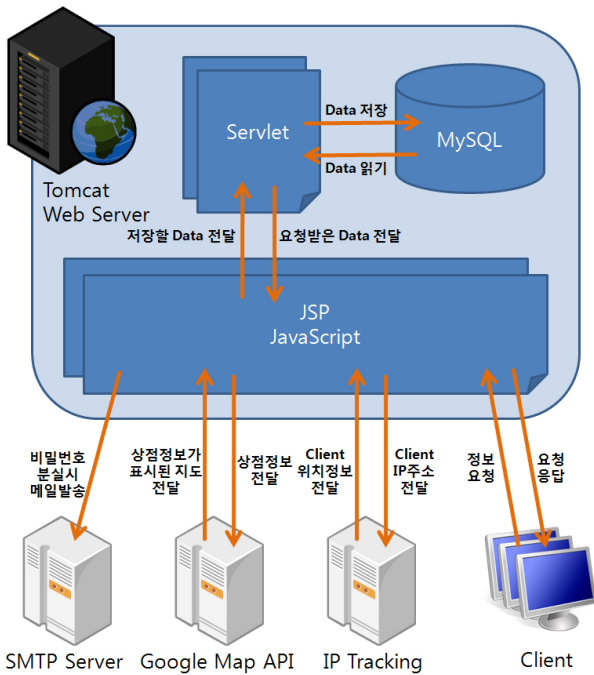 Tomcat
Web Server
Servlet
Data 저장
Data 읽기
MySQL
저장할 Data 전달
요청받은 Data 전달
JSP
JavaScript
비밀번호
분실시
메일발송
상점정보가
표시된 지도
전달
상점정보
전달
Client
위치정보
전달
Client
IP주소
전달
정보
요청
요청
응답
SMTP Server
Google Map API
IP Tracking
Client